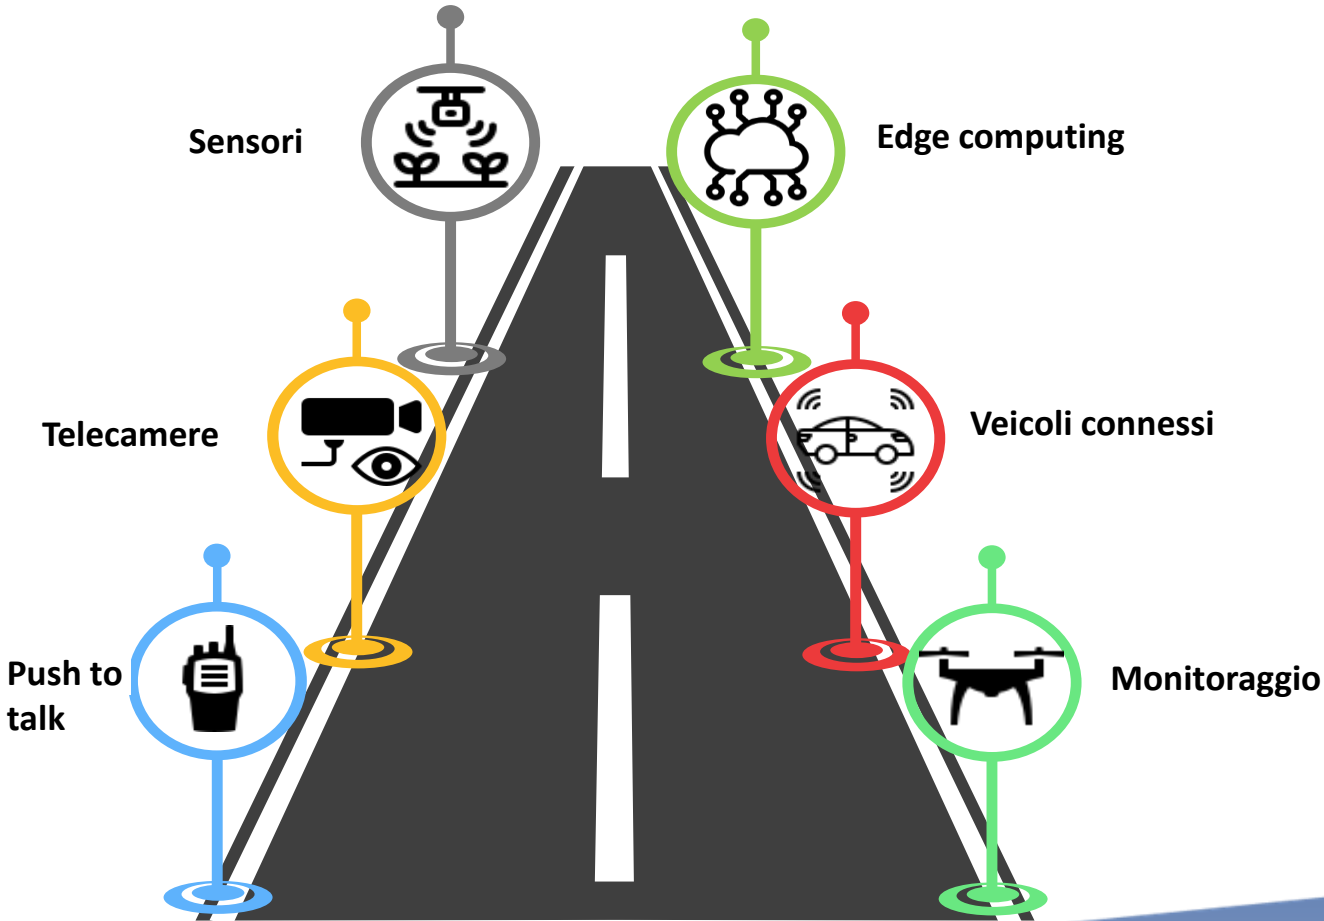 Sensori
Edge computing
Telecamere
Veicoli connessi
Push to
talk
Monitoraggio